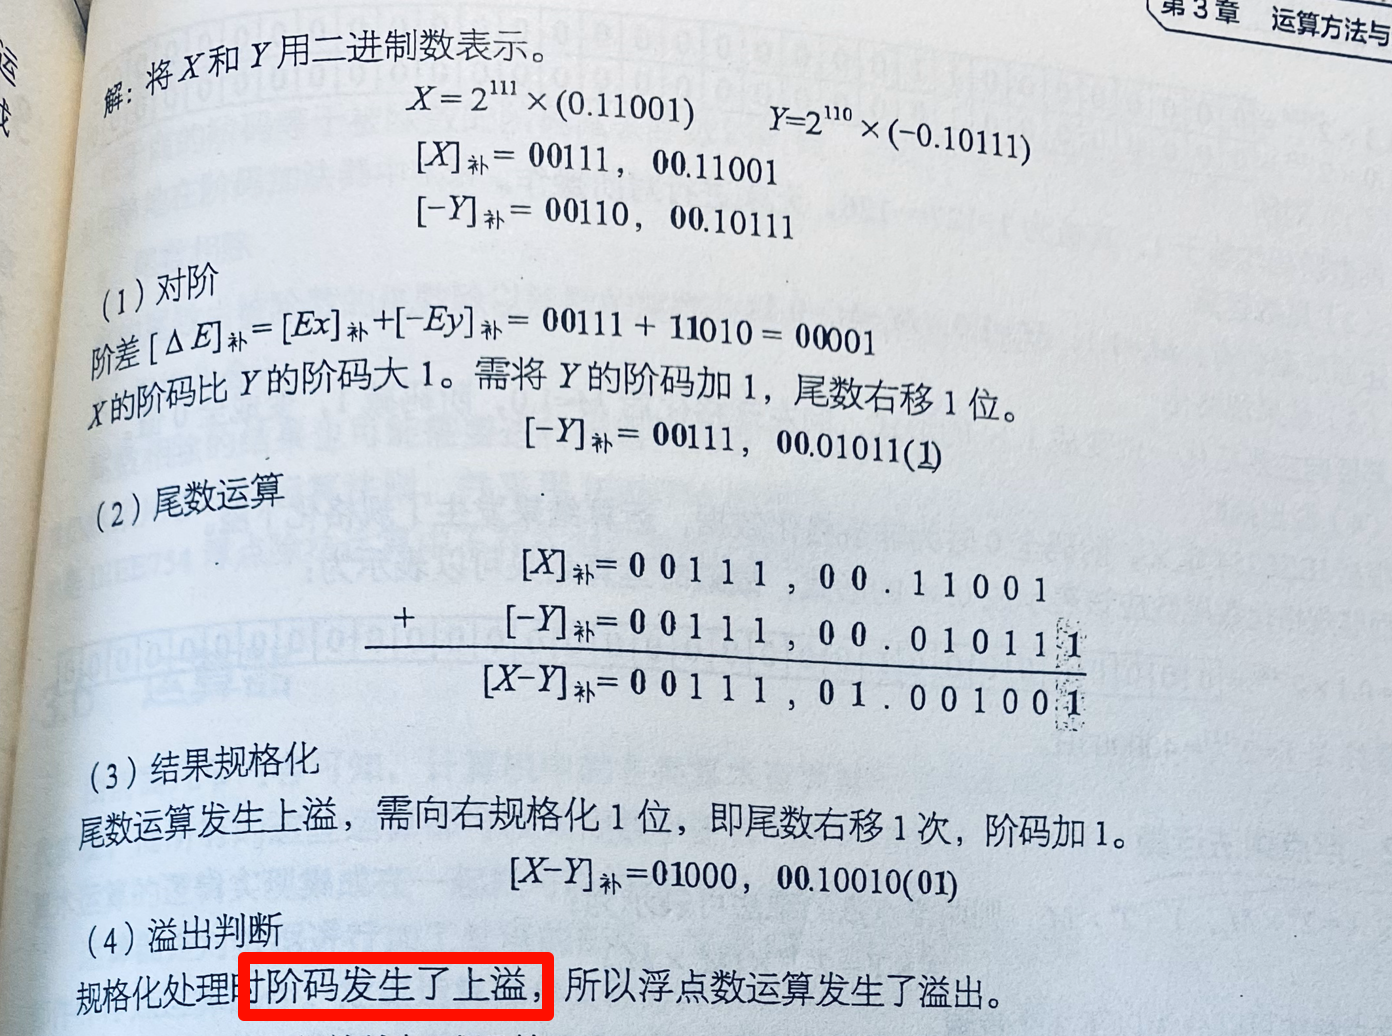 第3章 运算方法与
解：将X和Y用二进制数表示。
X=2¹¹¹×(0.11001) Y=2¹¹⁰×(-0.10111)
[X]补= 00111, 00.11001
[-Y]补= 00110, 00.10111
(1) 对阶
阶差[ΔE]补=[Ex]补+[-Ey]补= 00111 + 11010 = 00001
X的阶码比Y的阶码大1。需将Y的阶码加1，尾数右移1位。
[-Y]补= 00111, 00.01011(1)
(2) 尾数运算
[X]补= 0 0 1 1 1 , 0 0 . 1 1 0 0 1
+ [-Y]补= 0 0 1 1 1 , 0 0 . 0 1 0 1 1 1
[X-Y]补= 0 0 1 1 1 , 0 1 . 0 0 1 0 0 1
(3) 结果规格化
尾数运算发生上溢，需向右规格化1位，即尾数右移1次，阶码加1。
[X-Y]补=01000, 00.10010(01)
(4) 溢出判断
规格化处理时阶码发生了上溢，所以浮点数运算发生了溢出。